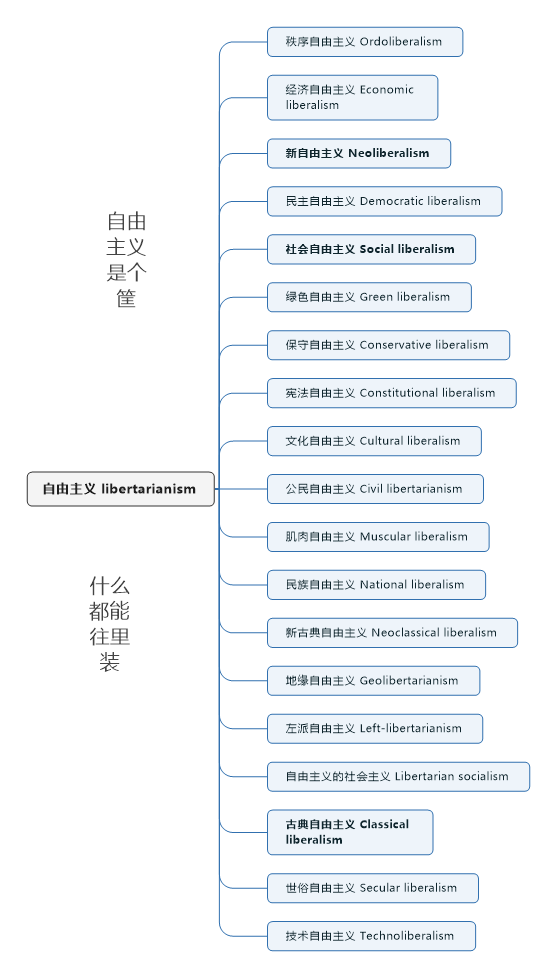 秩序自由主义 Ordoliberalism
经济自由主义 Economic
liberalism
新自由主义 Neoliberalism
民主自由主义 Democratic liberalism
社会自由主义 Social liberalism
绿色自由主义 Green liberalism
保守自由主义 Conservative liberalism
宪法自由主义 Constitutional liberalism
文化自由主义 Cultural liberalism
公民自由主义 Civil libertarianism
肌肉自由主义 Muscular liberalism
民族自由主义 National liberalism
新古典自由主义 Neoclassical liberalism
地缘自由主义 Geolibertarianism
左派自由主义 Left-libertarianism
自由主义的社会主义 Libertarian socialism
古典自由主义 Classical
liberalism
世俗自由主义 Secular liberalism
技术自由主义 Technoliberalism
自由
主义
是个
筐
自由主义 libertarianism
什么
都能
往里
装